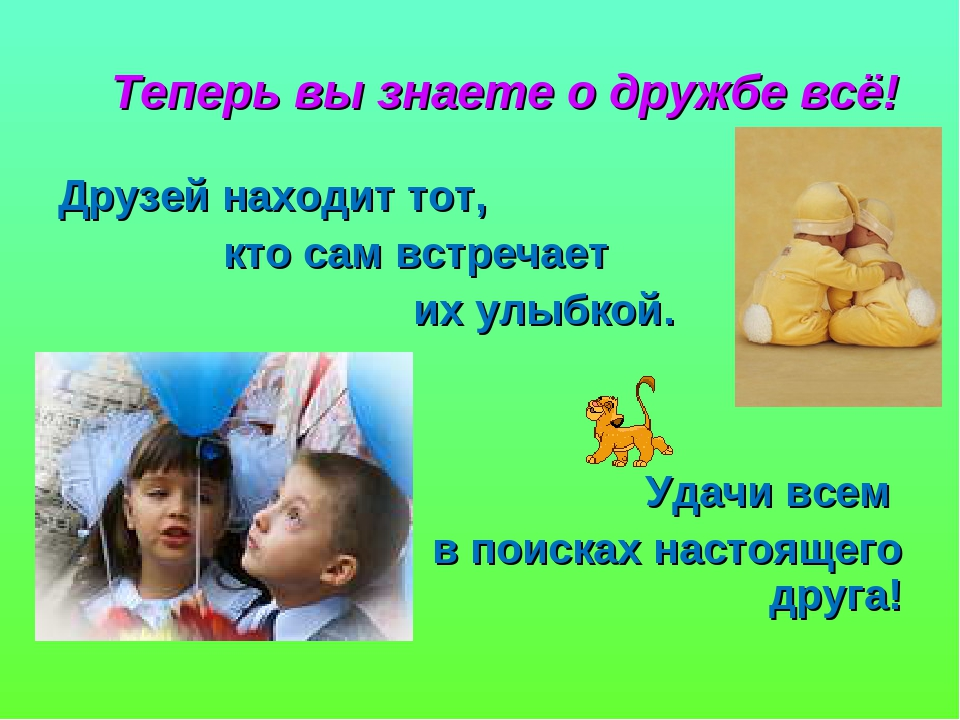 Теперь вы знаете о дружбе всё!
Друзей находит тот,
кто сам встречает
их улыбкой.
Удачи всем
в поисках настоящего
друга!